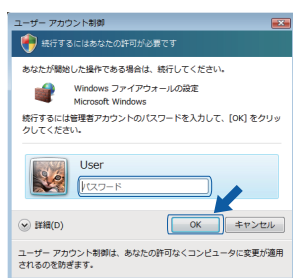 ユーザー アカウント制御
続行するにはあなたの許可が必要です
あなたが開始した操作である場合は、続行してください。
Windows ファイアウォールの設定
Microsoft Windows
続行するには管理者アカウントのパスワードを入力して、[OK] をクリッ
クしてください。
User
パスワード
詳細(D)
OK
キャンセル
ユーザー アカウント制御は、あなたの許可なくコンピュータに変更が適用
されるのを防ぎます。